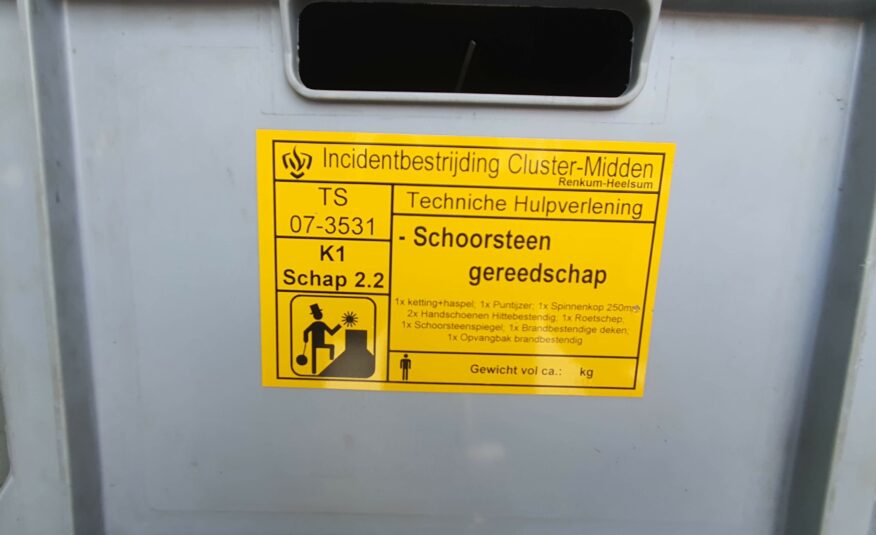 Incidentbestrijding Cluster-Midden
Renkum-Heelsum
TS
07-3531
K1
Schap 2.2
Techniche Hulpverlening
- Schoorsteen
gereedschap
1x ketting+haspel; 1x Puntijzer; 1x Spinnenkop 250m
2x Handschoenen Hittebestendig; 1x Roetschep;
1x Schoorsteenspiegel; 1x Brandbestendige deken;
1x Opvangbak brandbestendig
Gewicht vol ca.: kg